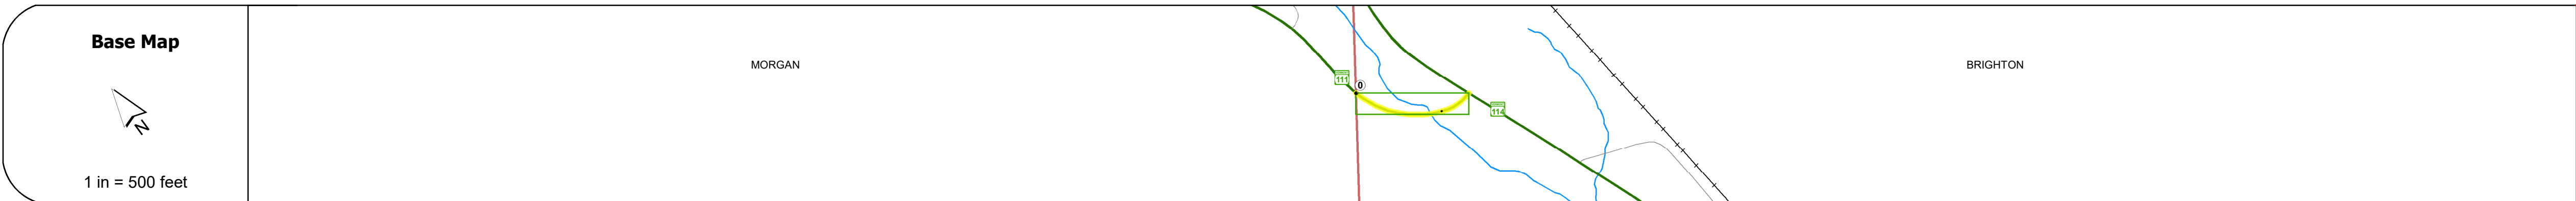 Base Map
N
1 in = 500 feet
MORGAN
111
0
114
BRIGHTON